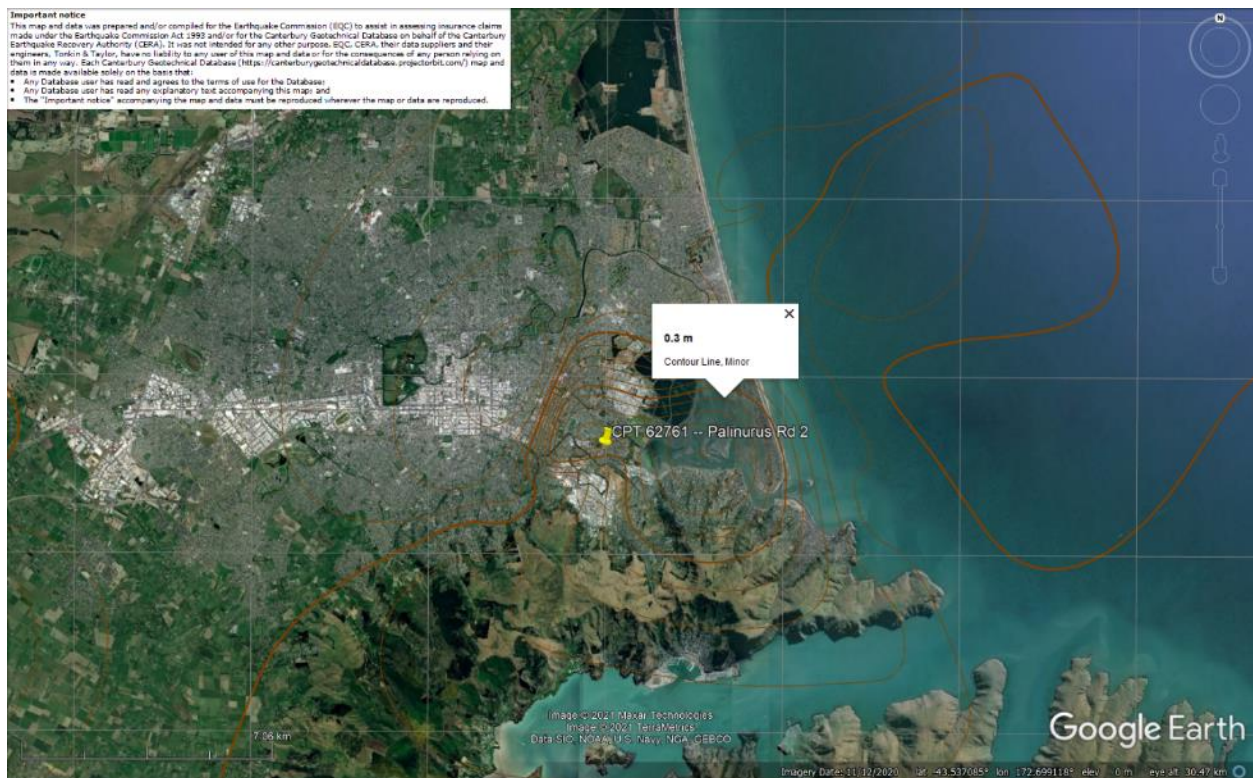 Important notice
This map and data was prepared and/or compiled for the Earthquake Commission (EQC) to assist in assessing insurance claims
made under the Earthquake Commission Act 1993 and/or for the Canterbury Geotechnical Database on behalf of the Canterbury
Earthquake Recovery Authority (CERA). It was not intended for any other purpose. EQC, CERA, their data suppliers and their
engineers, Tonkin & Taylor, have no liability to any user of this map and data or for the consequences of any person relying on
them in any way. Each Canterbury Geotechnical Database (https://canterburygeotechnicaldatabase.projectorbit.com/) map and
data is made available solely on the basis that:
• Any Database user has read and agrees to the terms of use for the Database;
• Any Database user has read any explanatory text accompanying this map; and
• The "Important notice" accompanying the map and data must be reproduced wherever the map or data are reproduced.
N
0.3 m
Contour Line, Minor
CPT 62761 -- Palinurus Rd 2
7.06 km
Image © 2021 Maxar Technologies
Image © 2021 TerraMetrics
Data SIO, NOAA, U.S. Navy, NGA, GEBCO
Google Earth
Imagery Date: 11/12/2020 lat -43.537085° lon 172.699118° elev 0 m eye alt 30.47 km